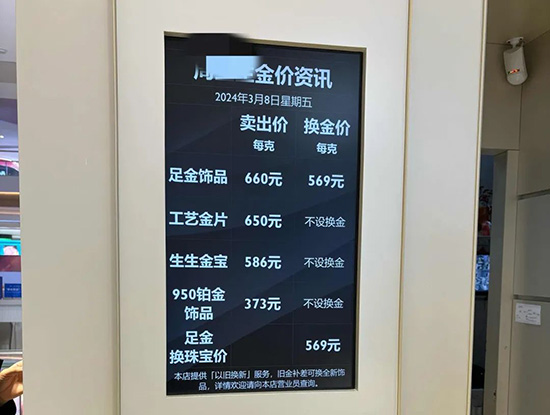 金价资讯
2024年3月8日星期五
卖出价 换金价
每克 每克
足金饰品 660元 569元
工艺金片 650元 不设换金
生生金宝 586元 不设换金
950铂金
饰品 373元 不设换金
足金
换珠宝价 569元
本店提供「以旧换新」服务，旧金补差可换全新饰
品，详情欢迎请向本店营业员查询。